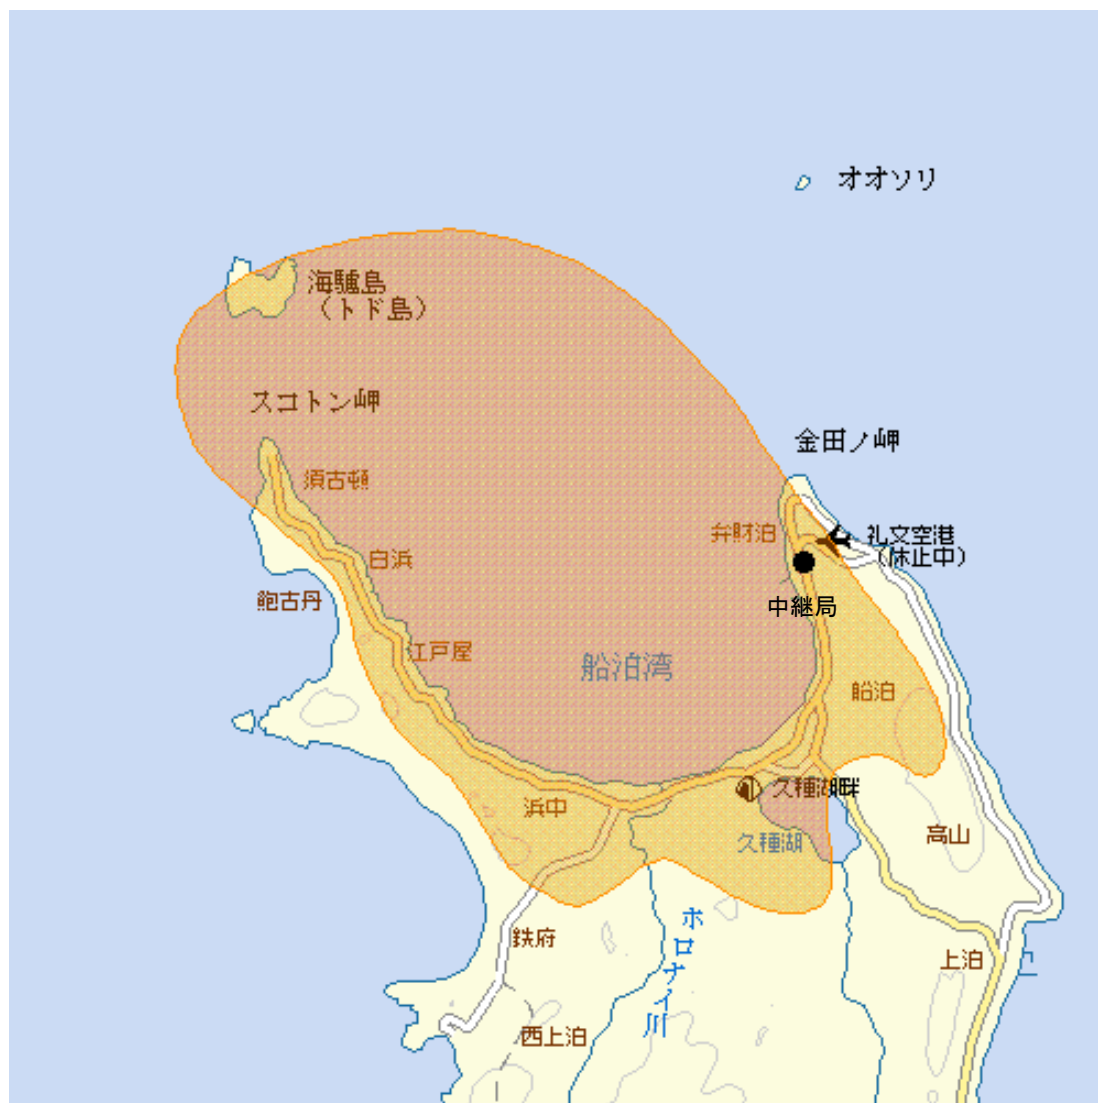 オオソリ
海驢島
（トド島）
スコトン岬
金田ノ岬
須古頓
弁財泊
礼文空港
（休止中）
白浜
鮑古丹
中継局
江戸屋
船泊湾
船泊
久種湖畔
浜中
高山
久種湖
ホロナイ川
鉄府
上泊
西上泊